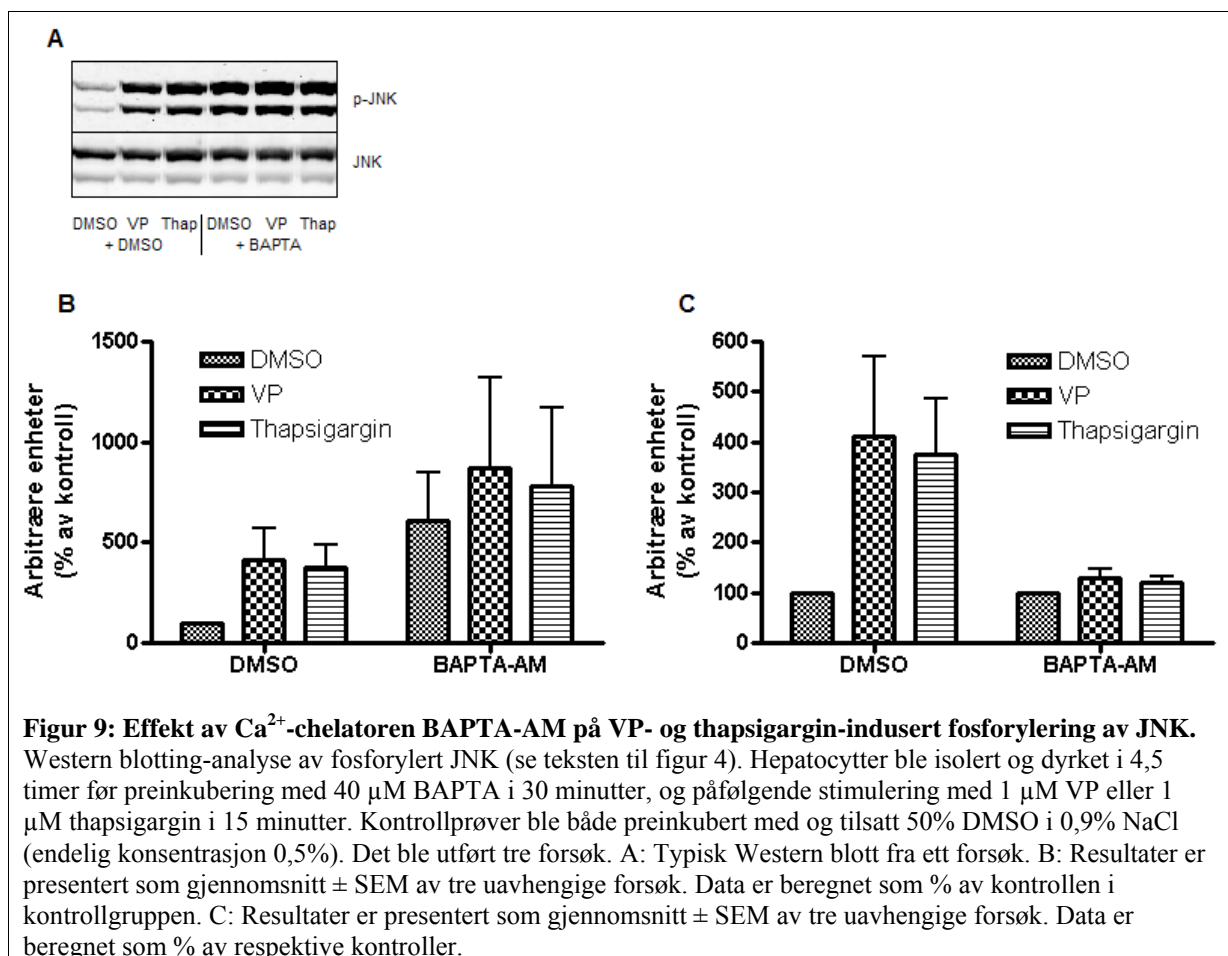 A
p-JNK
JNK
DMSO VP Thap DMSO VP Thap
+ DMSO + BAPTA
B
1500
1000
500
0
Arbitrære enheter
(% av kontroll)
DMSO
VP
Thapsigargin
DMSO BAPTA-AM
C
600
500
400
300
200
100
0
Arbitrære enheter
(% av kontroll)
DMSO
VP
Thapsigargin
DMSO BAPTA-AM
Figur 9: Effekt av Ca²⁺-chelatoren BAPTA-AM på VP- og thapsigargin-indusert fosforylering av JNK.
Western blotting-analyse av fosforylert JNK (se teksten til figur 4). Hepatocytter ble isolert og dyrket i 4,5
timer før preinkubering med 40 µM BAPTA i 30 minutter, og påfølgende stimulering med 1 µM VP eller 1
µM thapsigargin i 15 minutter. Kontrollprøver ble både preinkubert med og tilsatt 50% DMSO i 0,9% NaCl
(endelig konsentrasjon 0,5%). Det ble utført tre forsøk. A: Typisk Western blott fra ett forsøk. B: Resultater er
presentert som gjennomsnitt ± SEM av tre uavhengige forsøk. Data er beregnet som % av kontrollen i
kontrollgruppen. C: Resultater er presentert som gjennomsnitt ± SEM av tre uavhengige forsøk. Data er
beregnet som % av respektive kontroller.